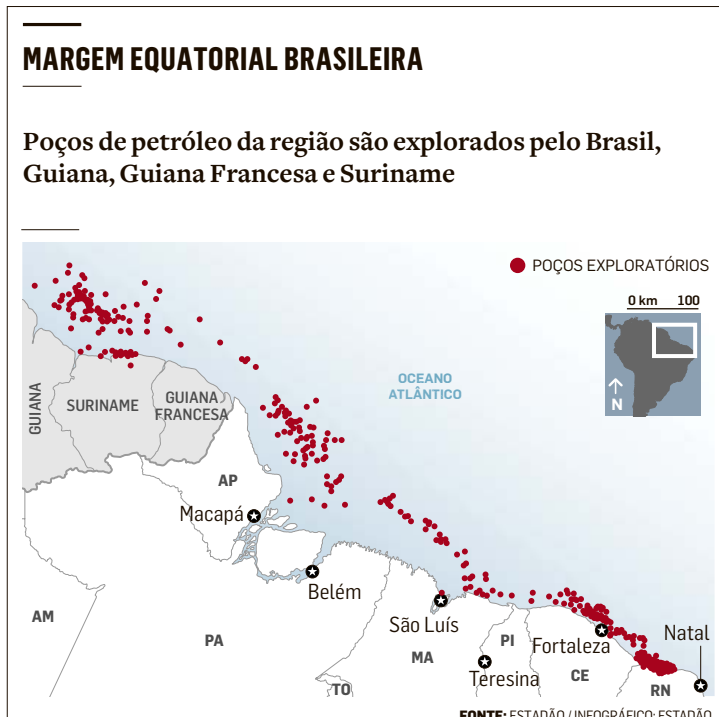 MARGEM EQUATORIAL BRASILEIRA
Poços de petróleo da região são explorados pelo Brasil,
Guiana, Guiana Francesa e Suriname
POÇOS EXPLORATÓRIOS
0 km 100
N
OCEANO
ATLÂNTICO
GUIANA
SURINAME
GUIANA
FRANCESA
AP
Macapá
Belém
AM
PA
São Luís
MA
TO
PI
Teresina
Fortaleza
CE
Natal
RN
FONTE: ESTADÃO / INFOGRÁFICO: ESTADÃO